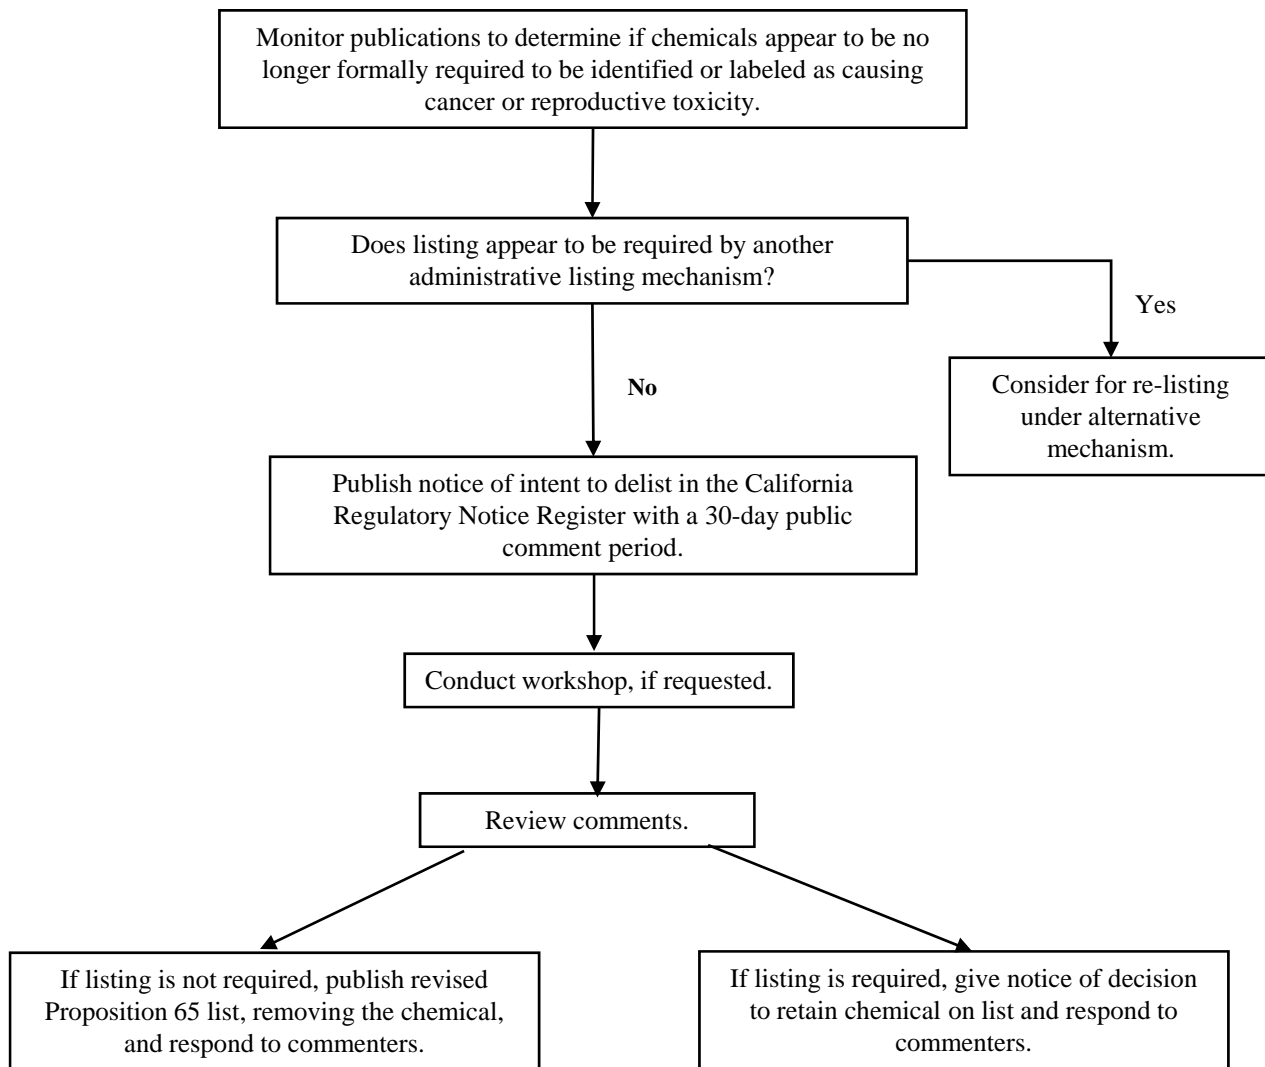 Monitor publications to determine if chemicals appear to be no
longer formally required to be identified or labeled as causing
cancer or reproductive toxicity.
Does listing appear to be required by another
administrative listing mechanism?
Yes
Consider for re-listing
under alternative
mechanism.
No
Publish notice of intent to delist in the California
Regulatory Notice Register with a 30-day public
comment period.
Conduct workshop, if requested.
Review comments.
If listing is not required, publish revised
Proposition 65 list, removing the chemical,
and respond to commenters.
If listing is required, give notice of decision
to retain chemical on list and respond to
commenters.